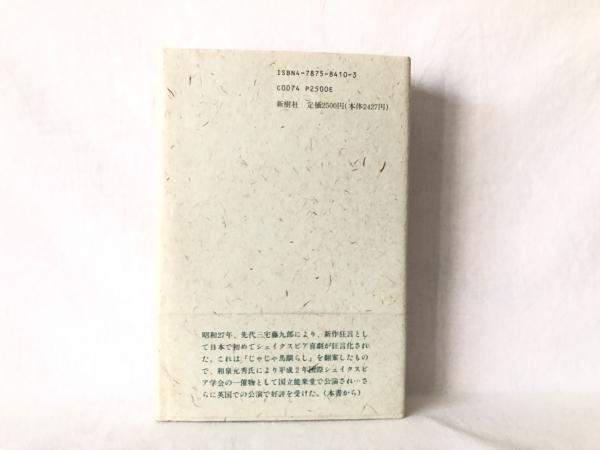 ISBN4-7875-8410-3
C0074 P2500E
新樹社 定価2500円(本体2427円)
昭和27年、先代三宅藤九郎により、新作狂言とし
て日本で初めてシェイクスピア喜劇が狂言化され
た。これは『じゃじゃ馬馴らし』を翻案したもの
で、和泉元秀氏により平成2年国際シェイクスピ
ア学会の一催物として国立能楽堂で公演され…さ
らに英国での公演で好評を受けた。(本書から)